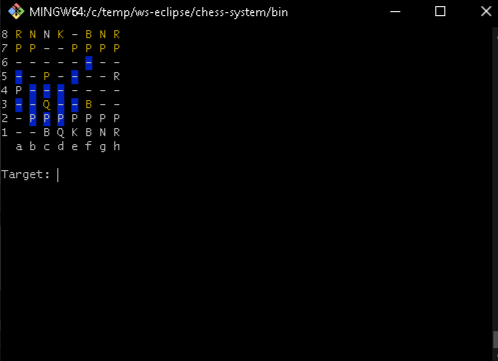 MINGW64:/c/temp/ws-eclipse/chess-system/bin
8 R N N K - B N R
7 P P - - P P P P
6 - - - - - - - -
5 - - P - - - - R
4 P - - - - - - -
3 - - Q - - B - -
2 - P P P P P P P
1 - - B Q K B N R
a b c d e f g h
Target: